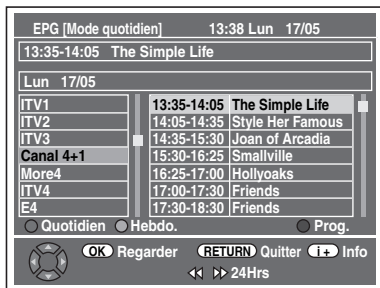 EPG [Mode quotidien] 13:38 Lun 17/05
13:35-14:05 The Simple Life
Lun 17/05
ITV1 13:35-14:05 The Simple Life
ITV2 14:05-14:35 Style Her Famous
ITV3 14:35-15:30 Joan of Arcadia
Canal 4+1 15:30-16:25 Smallville
More4 16:25-17:00 Hollyoaks
ITV4 17:00-17:30 Friends
E4 17:30-18:30 Friends
Quotidien Hebdo. Prog.
OK Regarder RETURN Quitter i+ Info
24Hrs